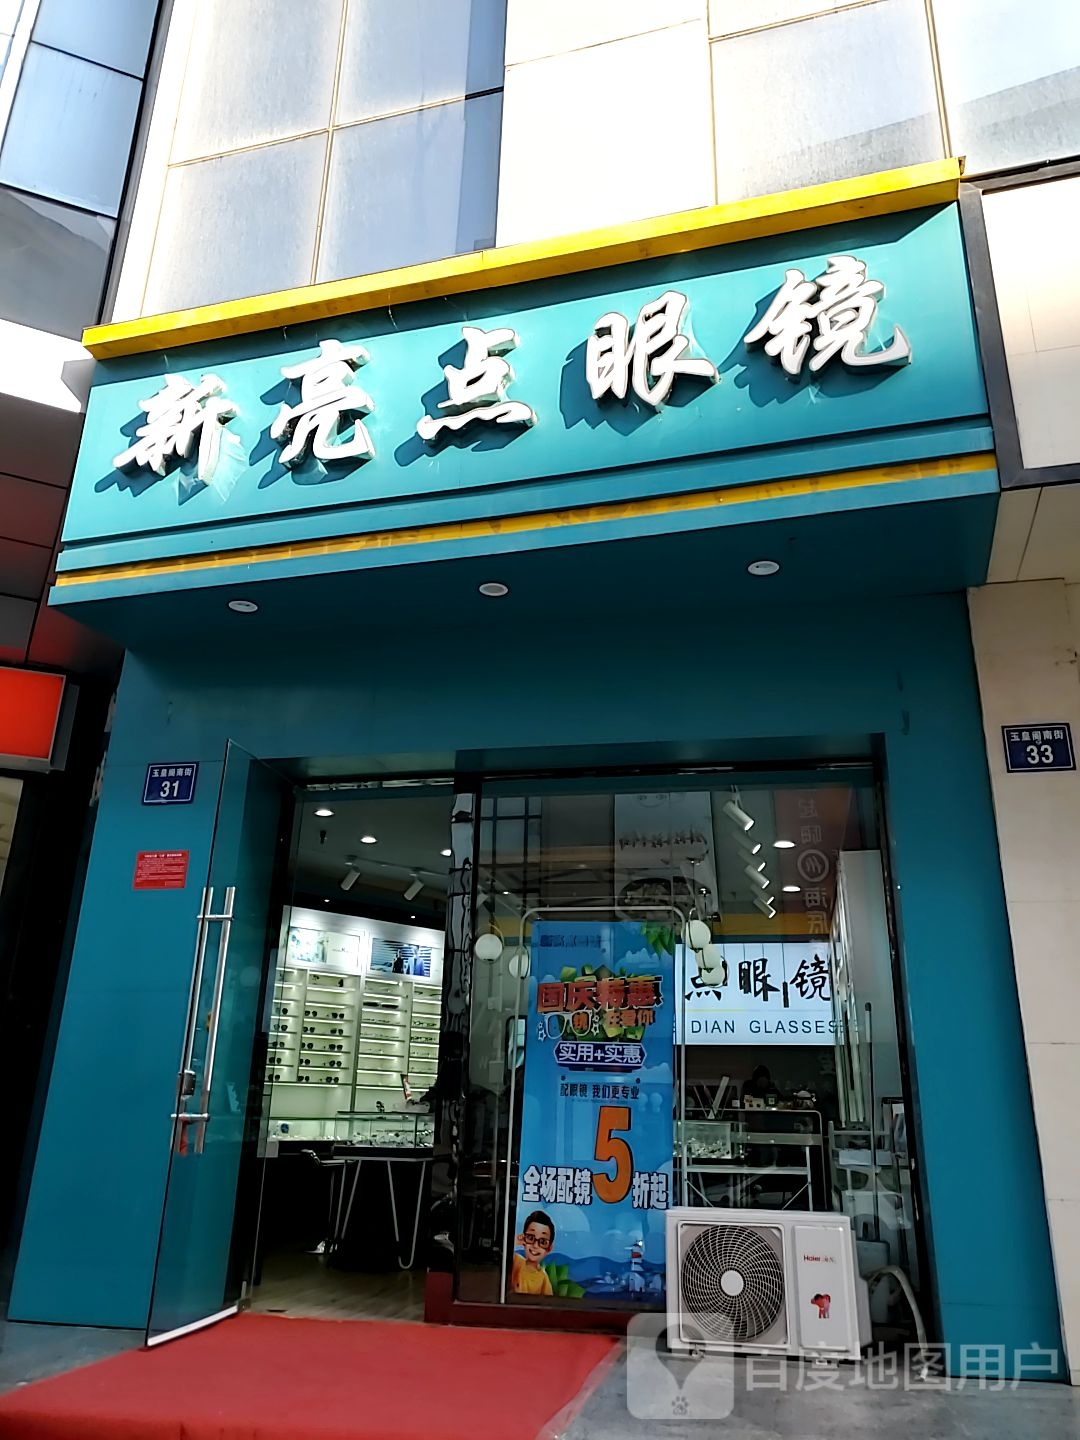 新亮点眼镜
玉皇阁南街
31
玉皇阁南街
33
点眼镜
DIAN GLASSES
国庆特惠
实用+实惠
配眼镜 我们更专业
全场配镜5折起
Haier
百度地图用户